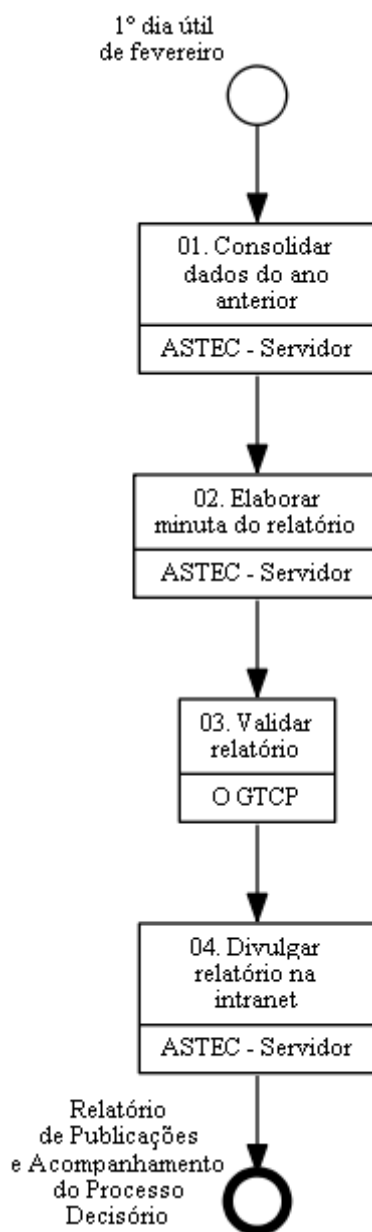 1º dia útil
de fevereiro
01. Consolidar
dados do ano
anterior
ASTEC - Servidor
02. Elaborar
minuta do relatório
ASTEC - Servidor
03. Validar
relatório
O GTCP
04. Divulgar
relatório na
intranet
ASTEC - Servidor
Relatório
de Publicações
e Acompanhamento
do Processo
Decisório